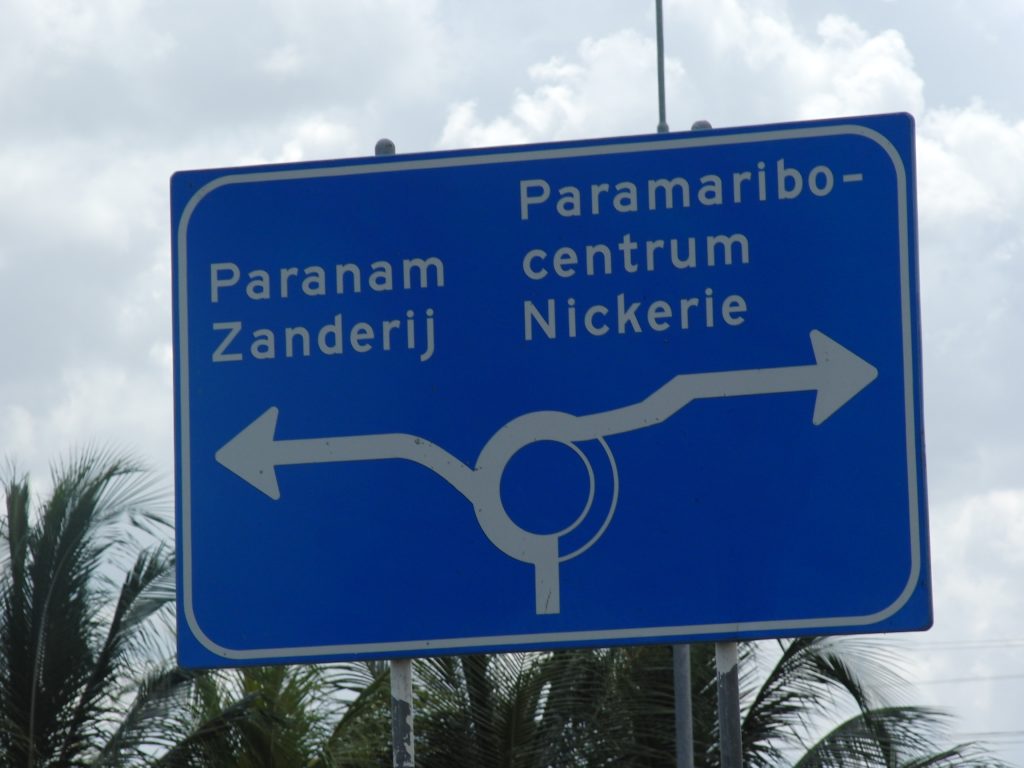 Paranam
Zanderij
Paramaribo-
centrum
Nickerie